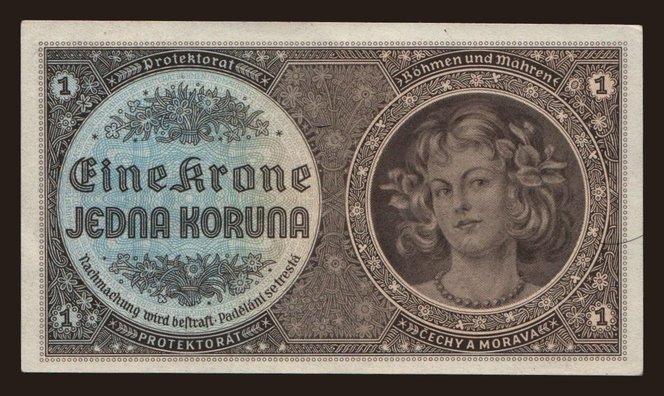 1
Protektorat
Böhmen und Mähren
1
Eine Krone
JEDNA KORUNA
Nachmachung wird bestraft · Padělání se trestá
1
PROTEKTORÁT
ČECHY A MORAVA
1